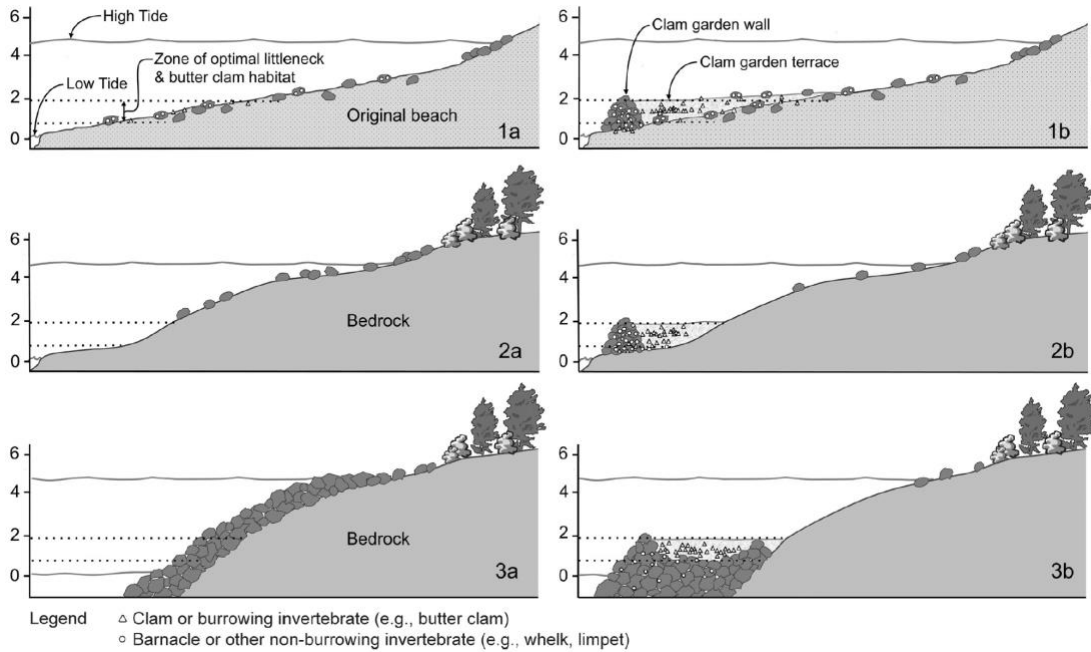 6
High Tide
4
Zone of optimal littleneck
& butter clam habitat
Low Tide
2
Original beach
0
1a
6
Clam garden wall
4
Clam garden terrace
2
0
1b
6
4
2
Bedrock
0
2a
6
4
2
0
2b
6
4
2
Bedrock
0
3a
6
4
2
0
3b
Legend
Clam or burrowing invertebrate (e.g., butter clam)
Barnacle or other non-burrowing invertebrate (e.g., whelk, limpet)